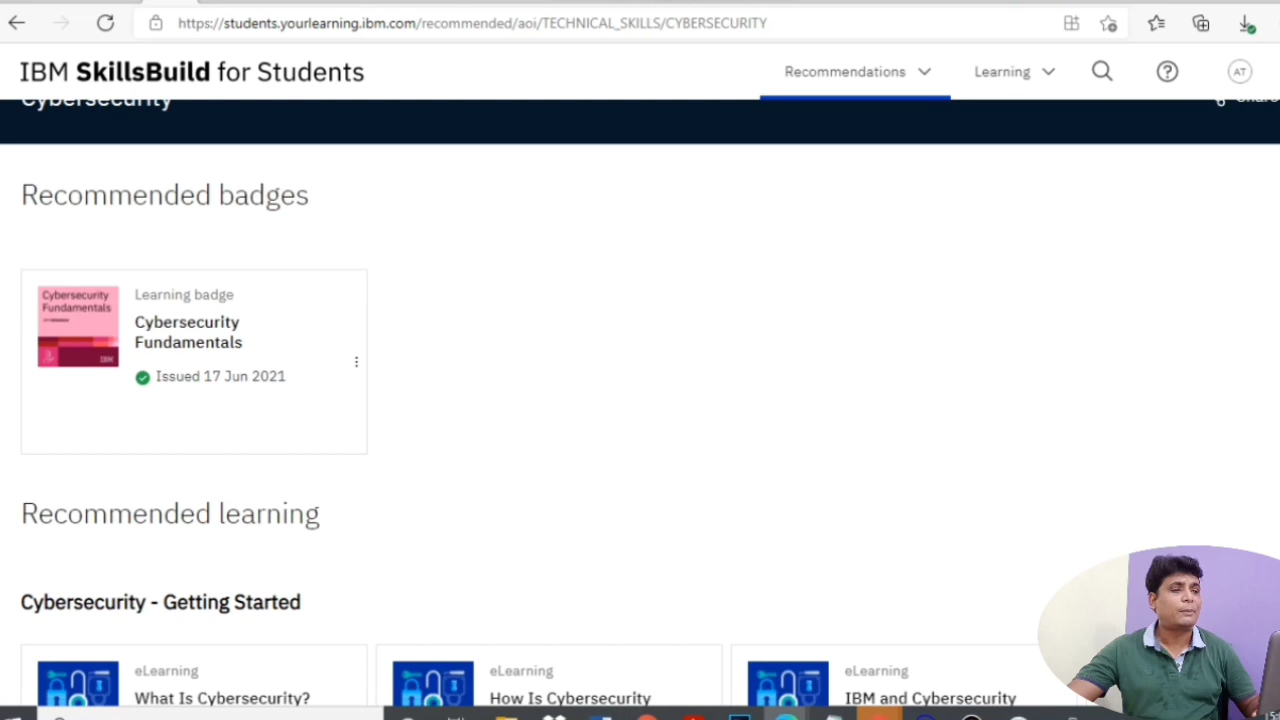 https://students.yourlearning.ibm.com/recommended/aoi/TECHNICAL_SKILLS/CYBERSECURITY
IBM SkillsBuild for Students
Recommendations
Learning
AT
Cybersecurity
Share
Recommended badges
Cybersecurity
Fundamentals
IBM
Learning badge
Cybersecurity
Fundamentals
Issued 17 Jun 2021
Recommended learning
Cybersecurity - Getting Started
eLearning
What Is Cybersecurity?
eLearning
How Is Cybersecurity
eLearning
IBM and Cybersecurity